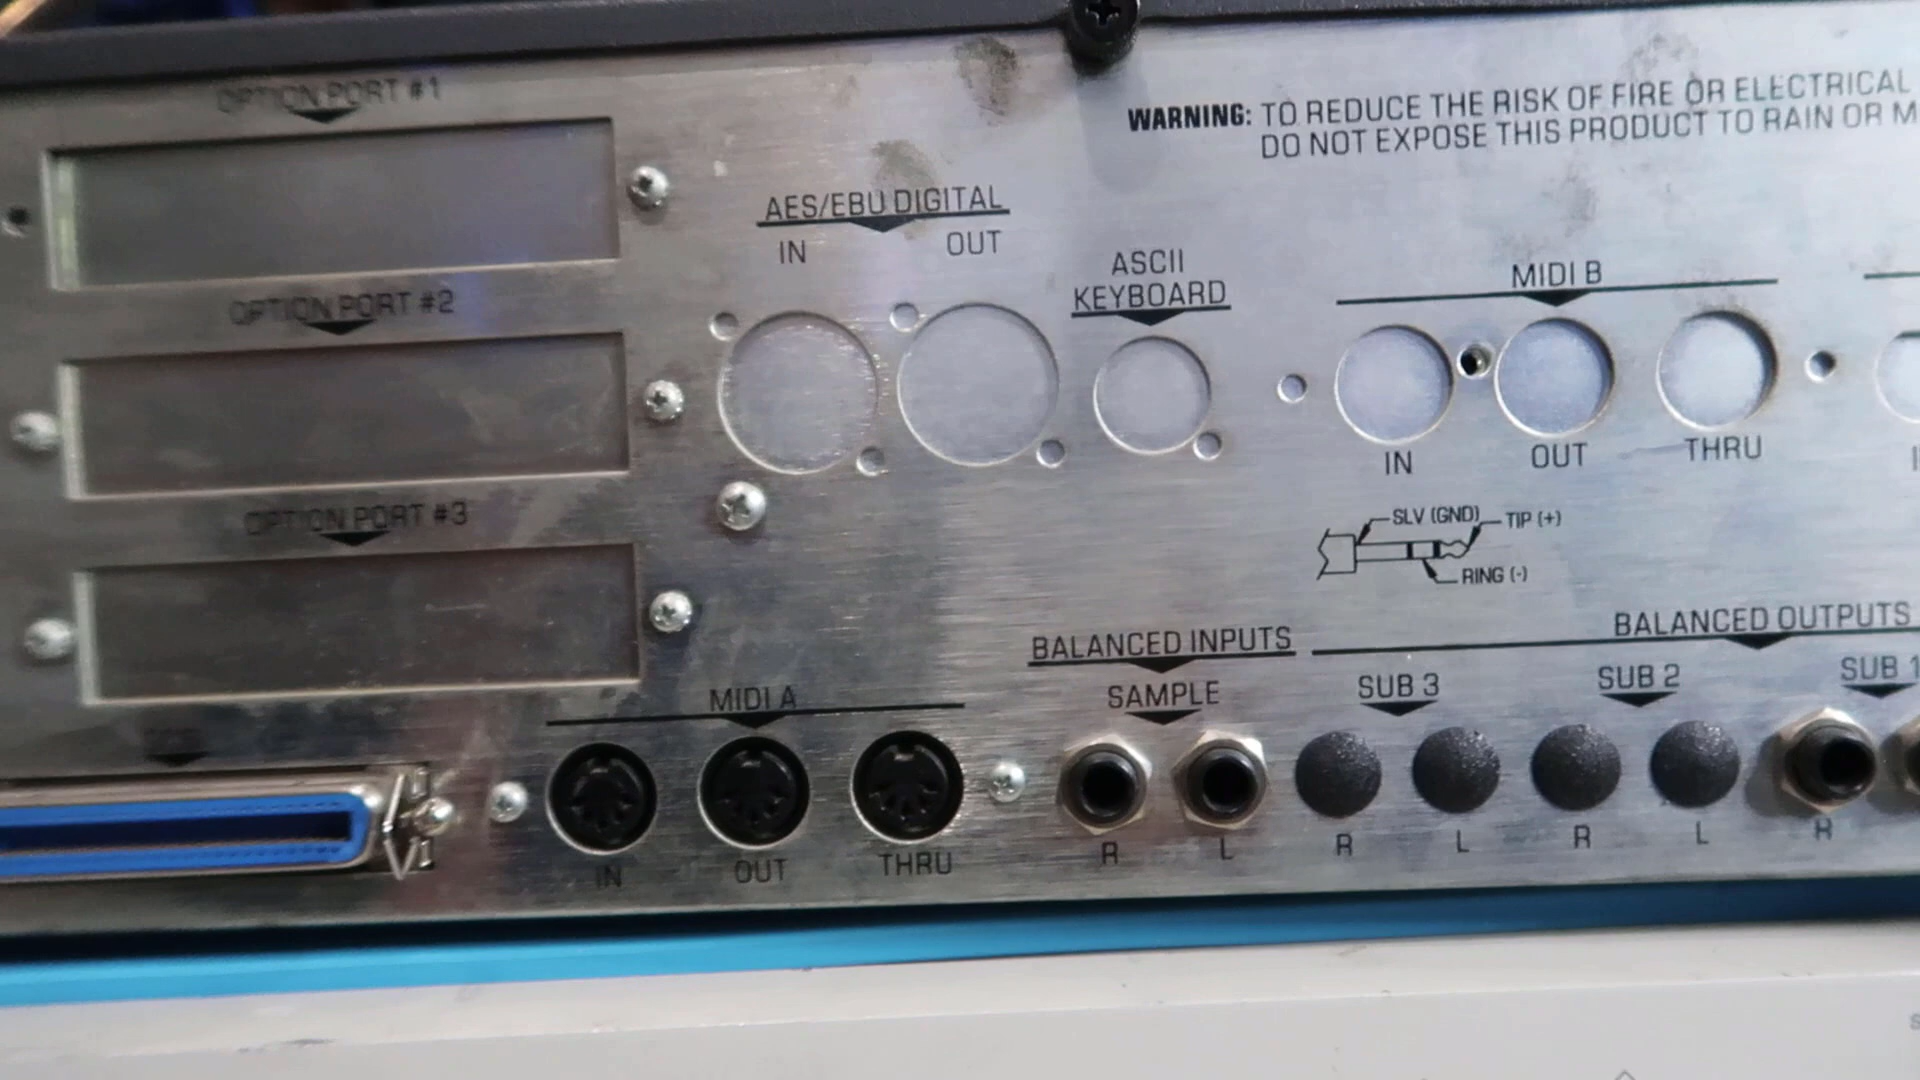 OPTION PORT #1
WARNING: TO REDUCE THE RISK OF FIRE OR ELECTRICAL
DO NOT EXPOSE THIS PRODUCT TO RAIN OR M
AES/EBU DIGITAL
IN OUT
ASCII
KEYBOARD
MIDI B
IN OUT THRU
OPTION PORT #2
OPTION PORT #3
SLV (GND)
TIP (+)
RING (-)
BALANCED INPUTS
SAMPLE
R L
BALANCED OUTPUTS
SUB 3 SUB 2 SUB 1
R L R L R
MIDI A
IN OUT THRU